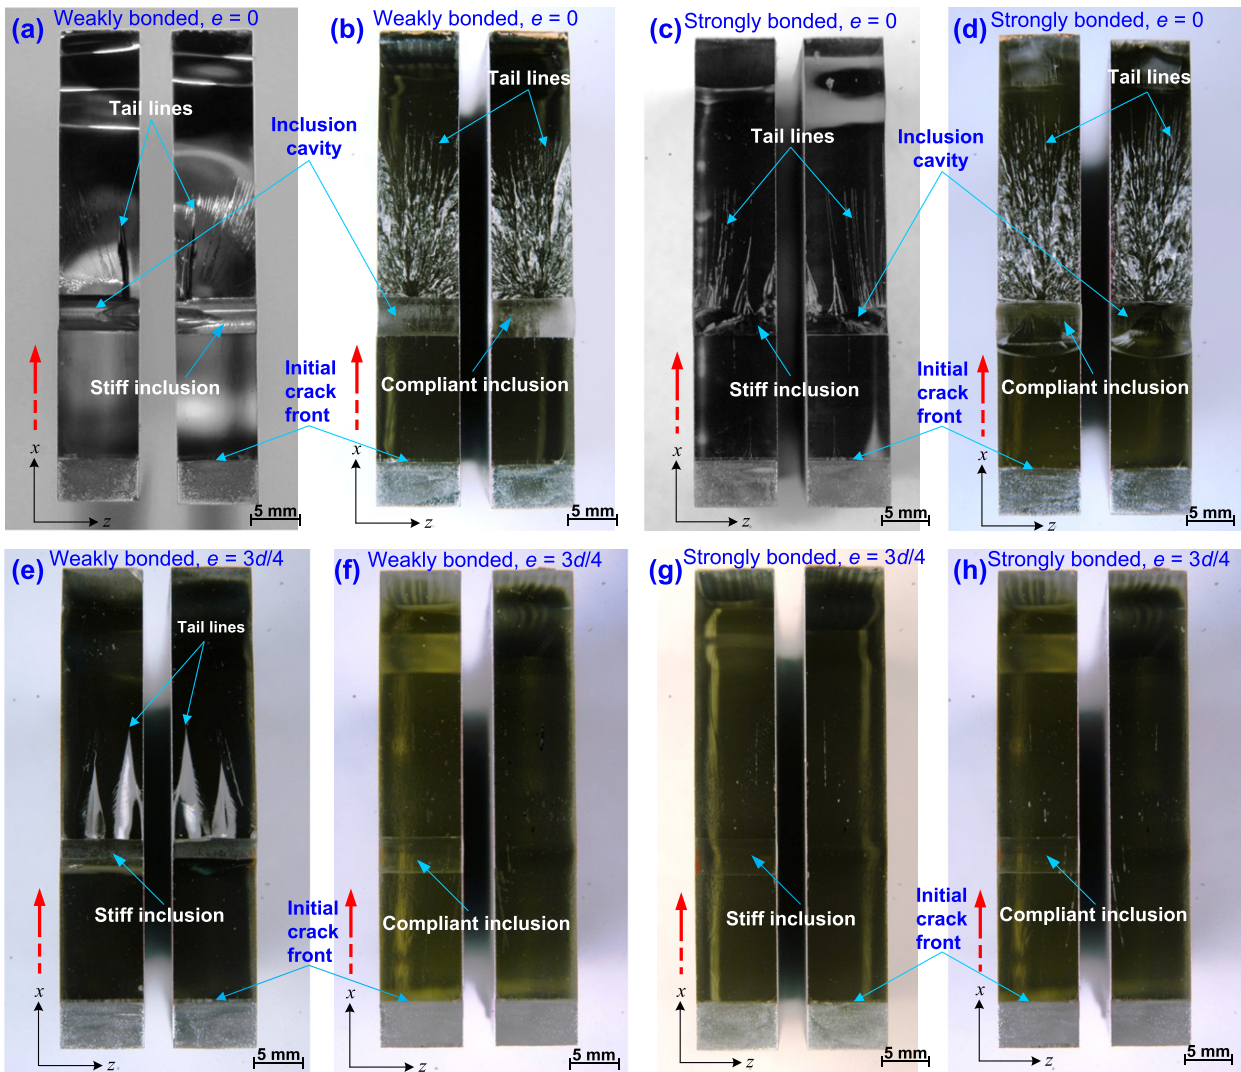 (a)
Weakly bonded, e = 0
Tail lines
Stiff inclusion
x
z
5 mm
Inclusion
cavity
Initial
crack
front
(b)
Weakly bonded, e = 0
Tail lines
Compliant inclusion
x
z
5 mm
(c)
Strongly bonded, e = 0
Tail lines
Stiff inclusion
x
z
5 mm
Inclusion
cavity
Initial
crack
front
(d)
Strongly bonded, e = 0
Tail lines
Compliant inclusion
x
z
5 mm
(e)
Weakly bonded, e = 3d/4
Tail lines
Stiff inclusion
x
z
5 mm
Initial
crack
front
(f)
Weakly bonded, e = 3d/4
Compliant inclusion
x
z
5 mm
(g)
Strongly bonded, e = 3d/4
Stiff inclusion
x
z
5 mm
Initial
crack
front
(h)
Strongly bonded, e = 3d/4
Compliant inclusion
x
z
5 mm